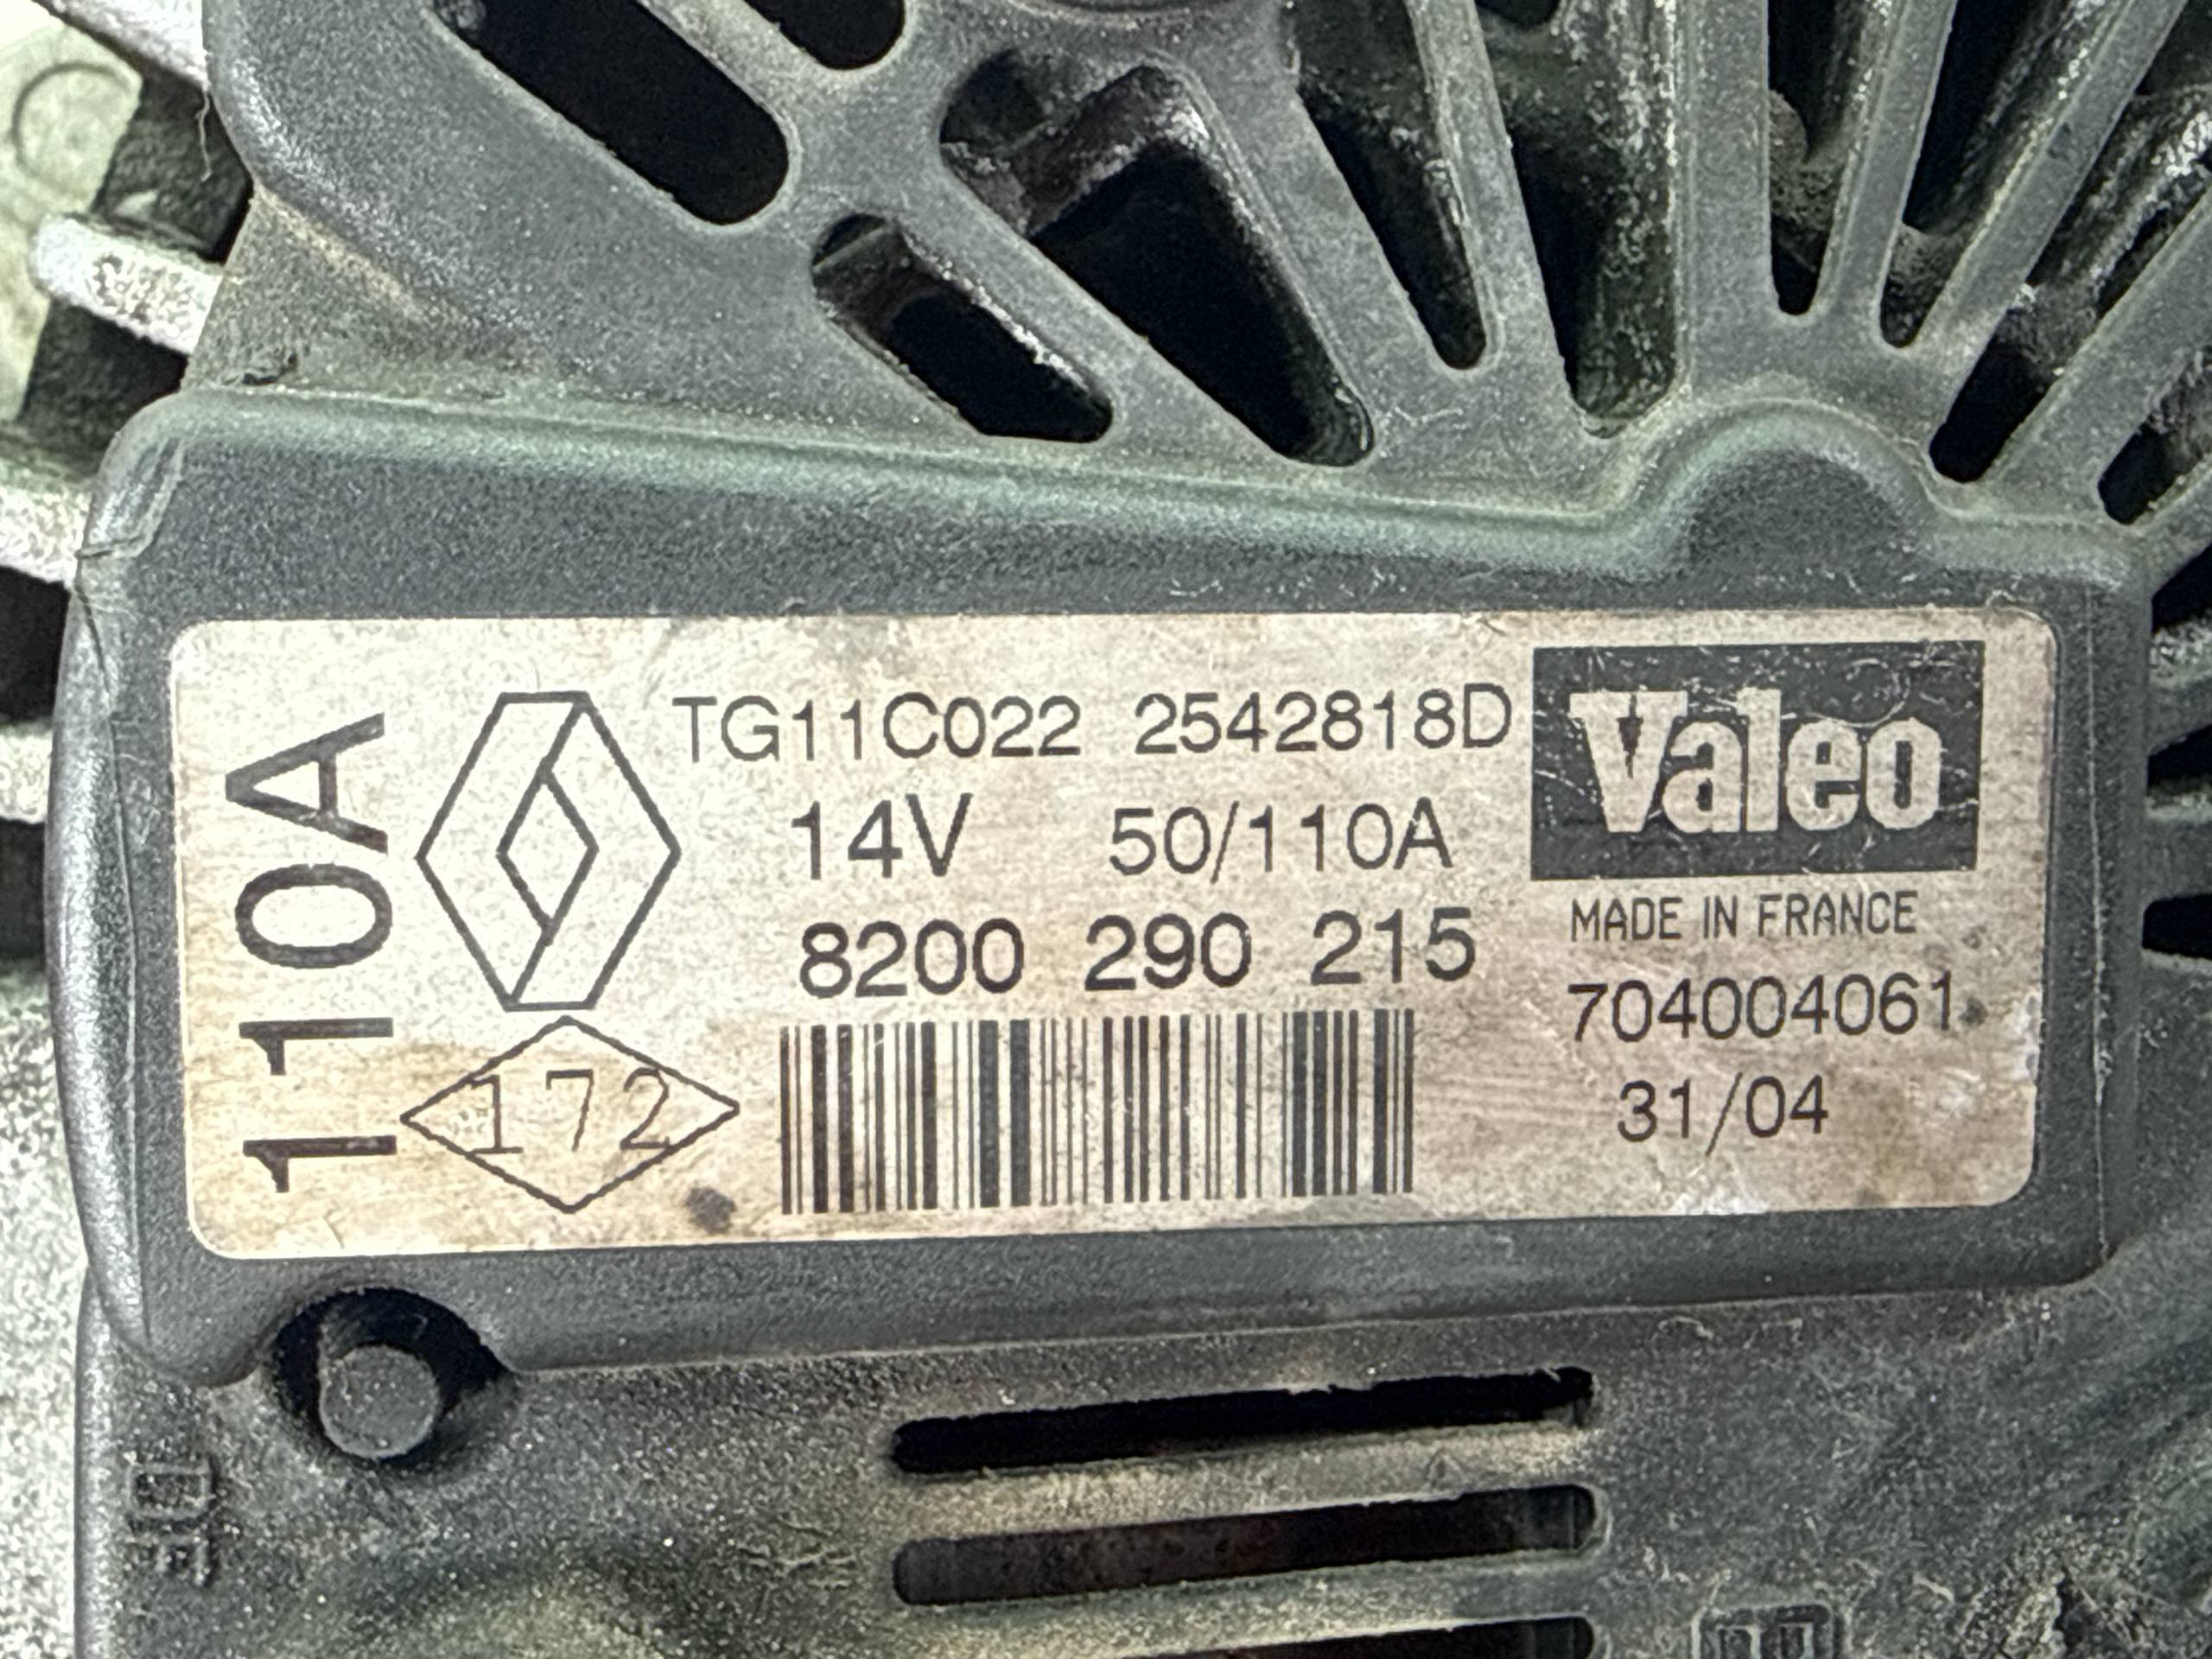 110A
TG11C022 2542818D
14V 50/110A
8200 290 215
172
Valeo
MADE IN FRANCE
704004061
31/04